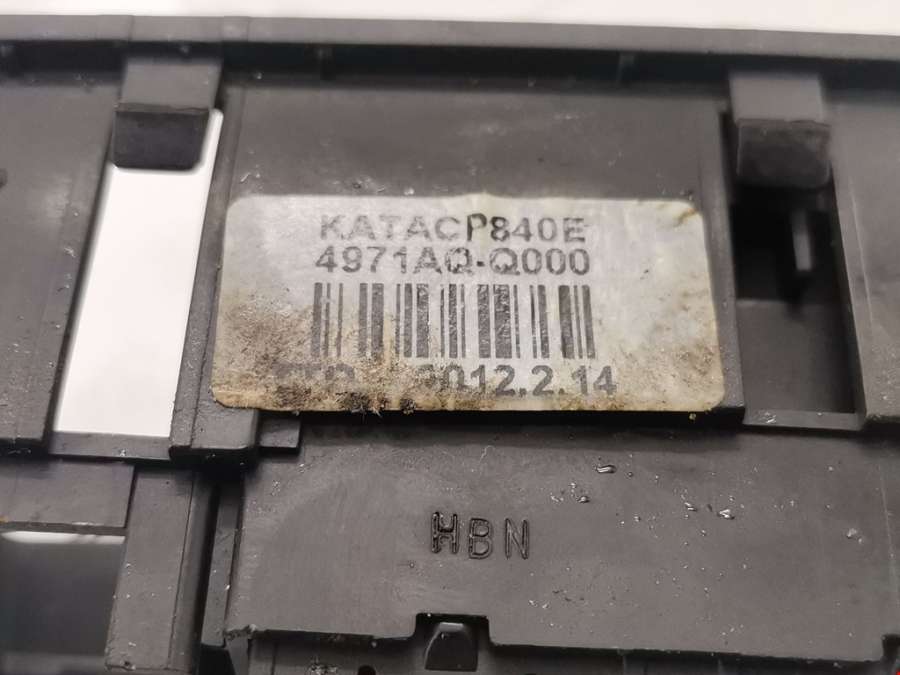 KATACP840E
4971AQ-Q000
2012.2.14
HBN